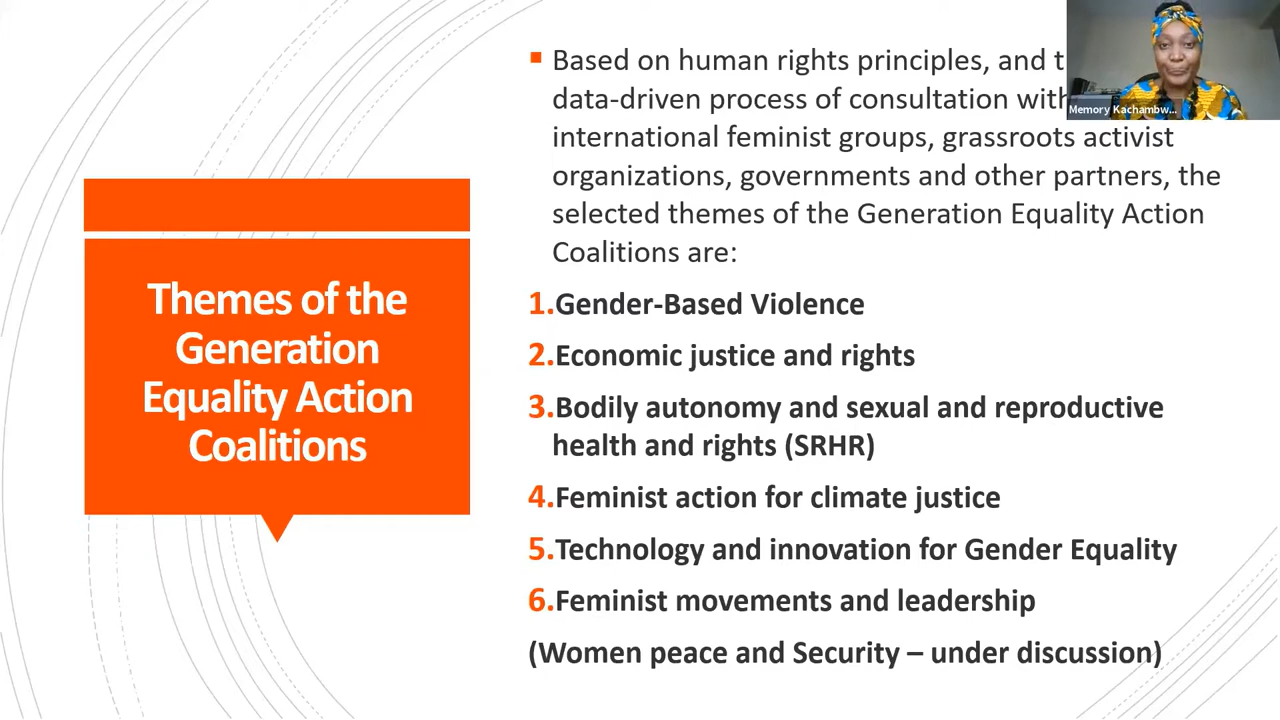 Memory Kachambw...
Themes of the
Generation
Equality Action
Coalitions
Based on human rights principles, and
data-driven process of consultation with
international feminist groups, grassroots activist
organizations, governments and other partners, the
selected themes of the Generation Equality Action
Coalitions are:
1.Gender-Based Violence
2.Economic justice and rights
3.Bodily autonomy and sexual and reproductive
health and rights (SRHR)
4.Feminist action for climate justice
5.Technology and innovation for Gender Equality
6.Feminist movements and leadership
(Women peace and Security – under discussion)